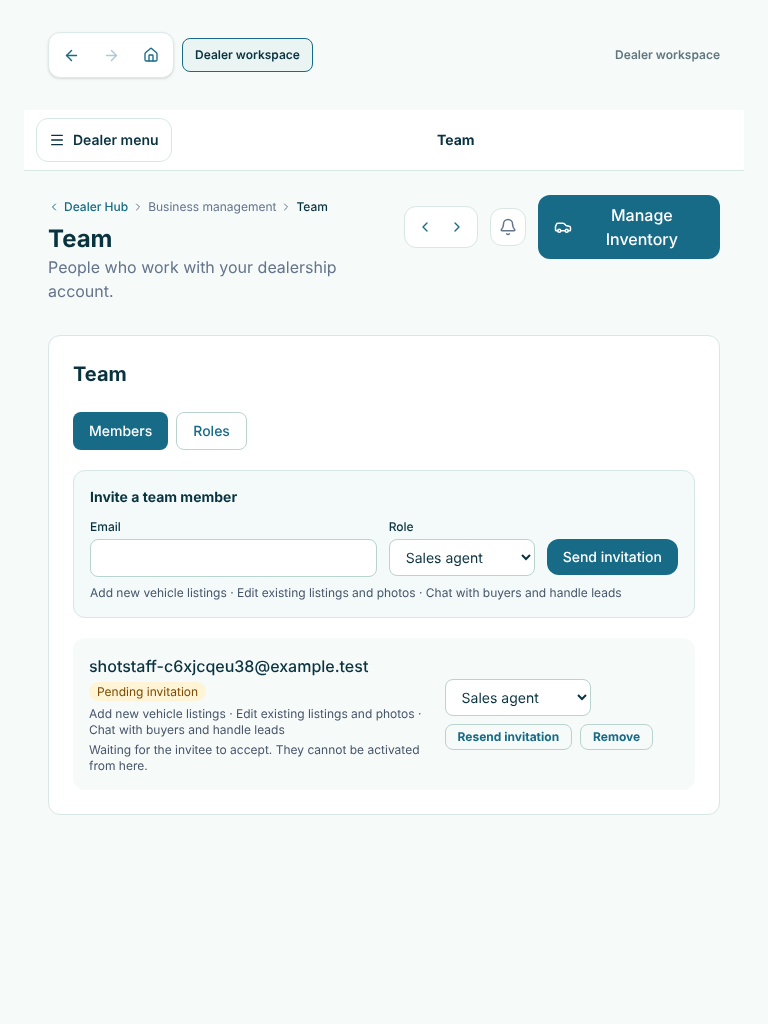 Dealer workspace
Dealer workspace
Dealer menu
Team
Dealer Hub
Business management
Team
Team
People who work with your dealership
account.
Manage
Inventory
Team
Members
Roles
Invite a team member
Email
Role
Sales agent
Send invitation
Add new vehicle listings · Edit existing listings and photos · Chat with buyers and handle leads
shotstaff-c6xjcqeu38@example.test
Pending invitation
Add new vehicle listings · Edit existing listings and photos ·
Chat with buyers and handle leads
Waiting for the invitee to accept. They cannot be activated
from here.
Sales agent
Resend invitation
Remove